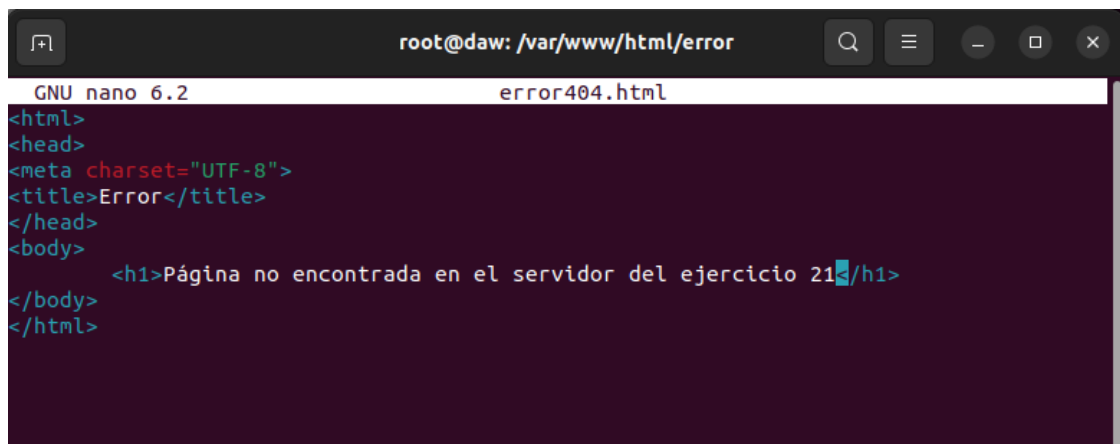 root@daw: /var/www/html/error
GNU nano 6.2 error404.html
<html>
<head>
<meta charset="UTF-8">
<title>Error</title>
</head>
<body>
<h1>Página no encontrada en el servidor del ejercicio 21</h1>
</body>
</html>